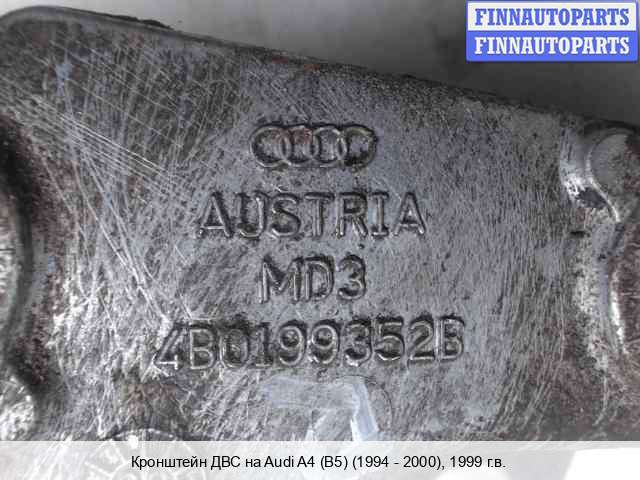 FINNAUTOPARTS
FINNAUTOPARTS
AUSTRIA
MD3
4B0199352B
Кронштейн ДВС на Audi A4 (B5) (1994 - 2000), 1999 г.в.